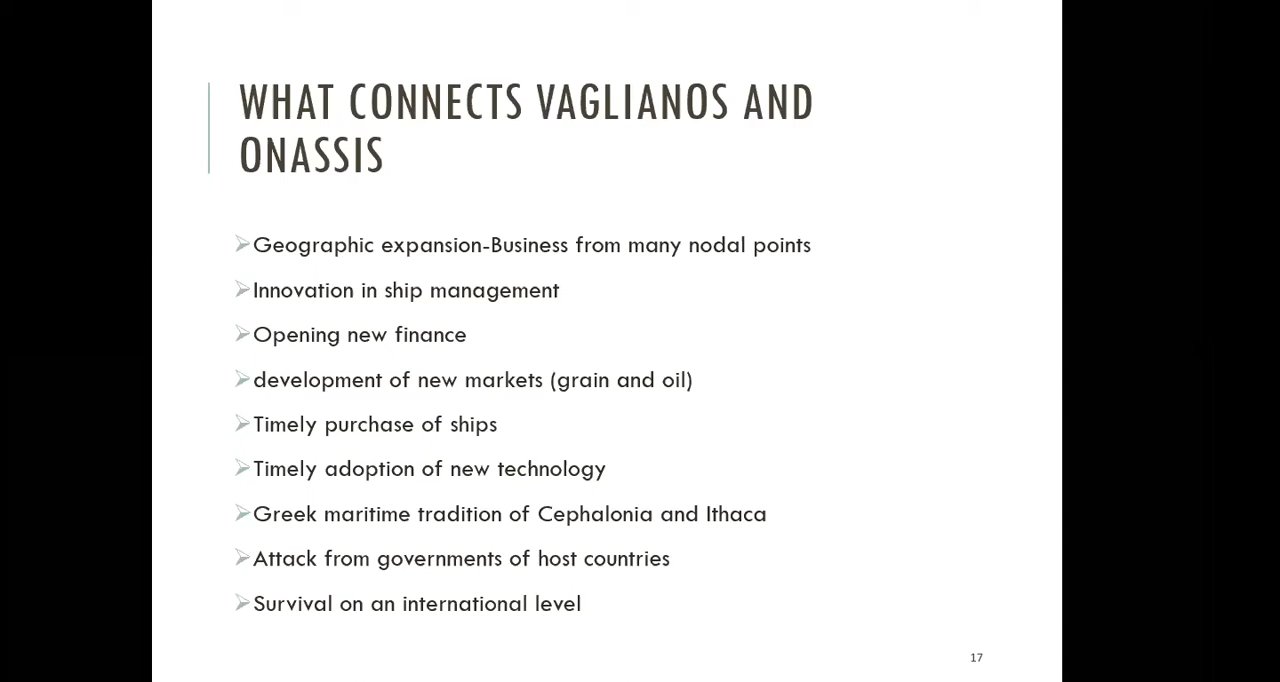 WHAT CONNECTS VAGLIANOS AND
ONASSIS
Geographic expansion-Business from many nodal points
Innovation in ship management
Opening new finance
development of new markets (grain and oil)
Timely purchase of ships
Timely adoption of new technology
Greek maritime tradition of Cephalonia and Ithaca
Attack from governments of host countries
Survival on an international level
17